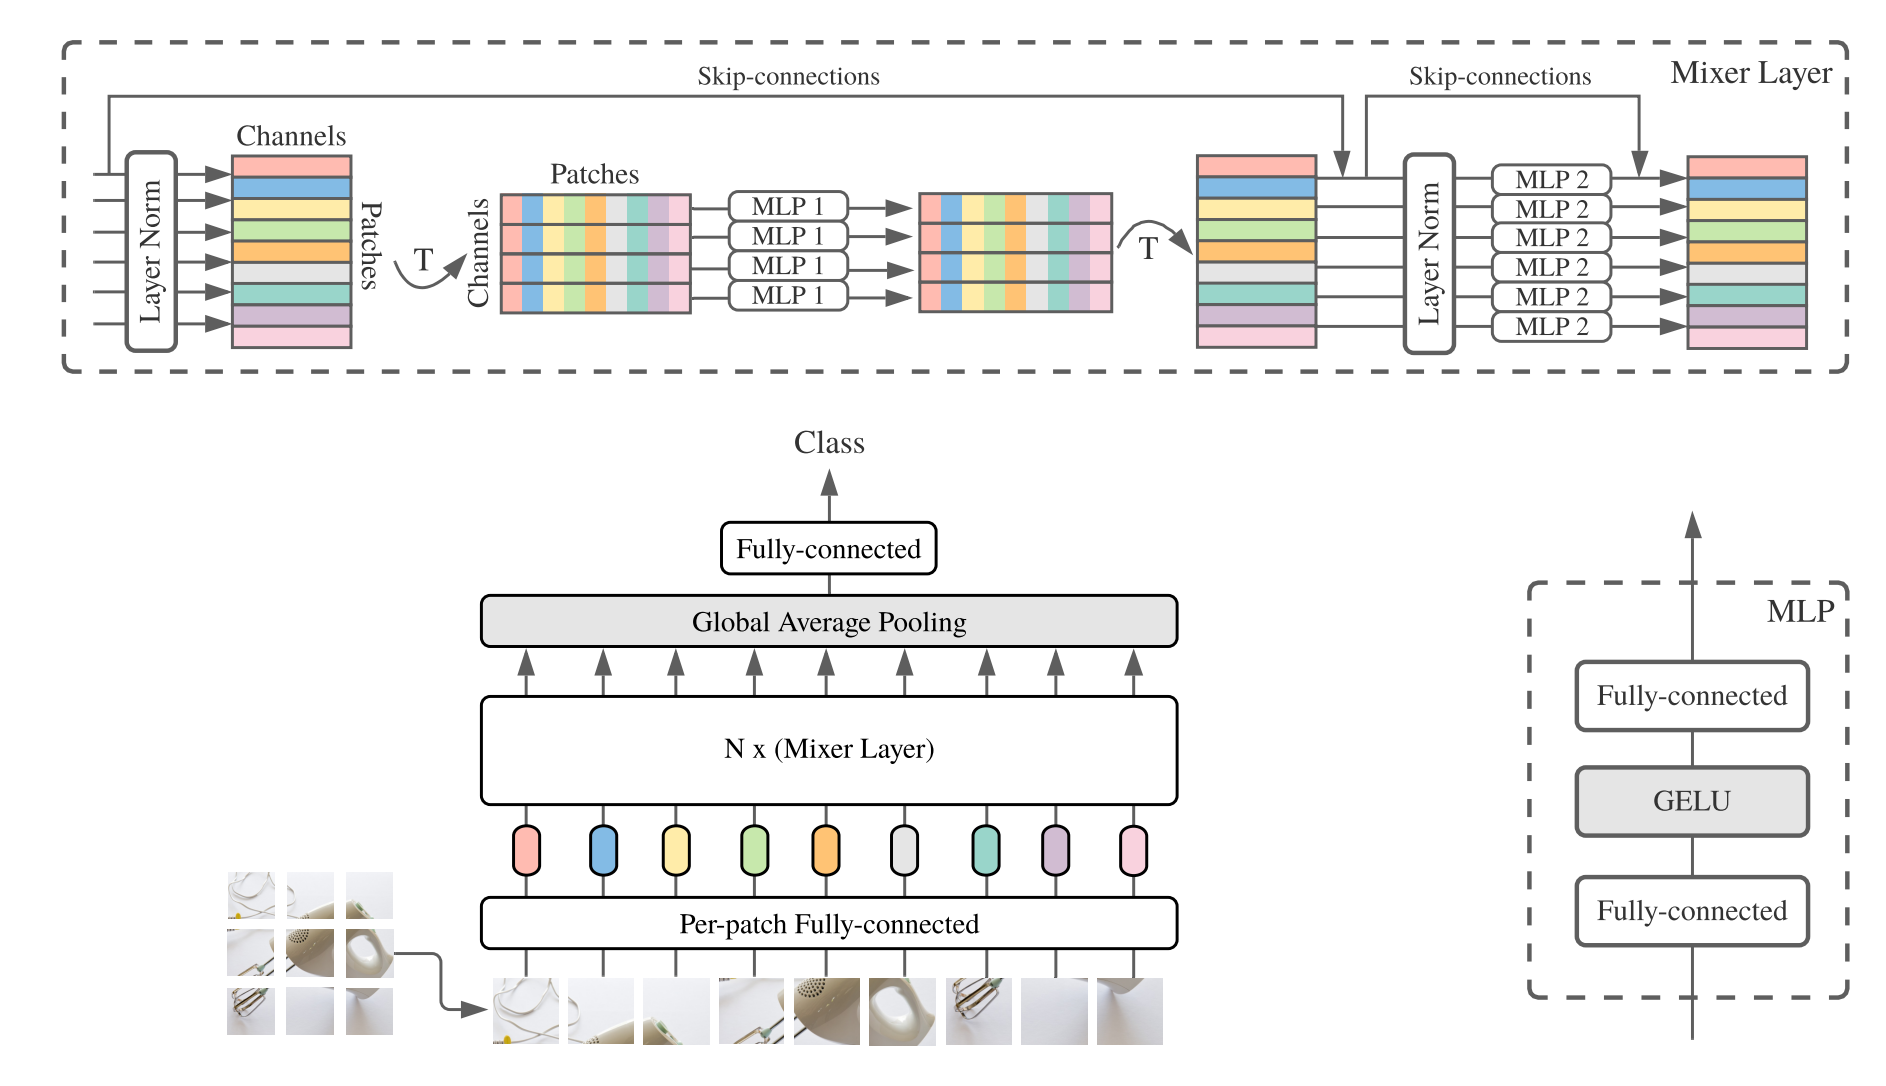 Skip-connections
Skip-connections
Mixer Layer
Channels
Layer Norm
Patches
T
Patches
Channels
MLP 1
MLP 1
MLP 1
MLP 1
T
Layer Norm
MLP 2
MLP 2
MLP 2
MLP 2
MLP 2
MLP 2
Class
Fully-connected
Global Average Pooling
N x (Mixer Layer)
Per-patch Fully-connected
MLP
Fully-connected
GELU
Fully-connected